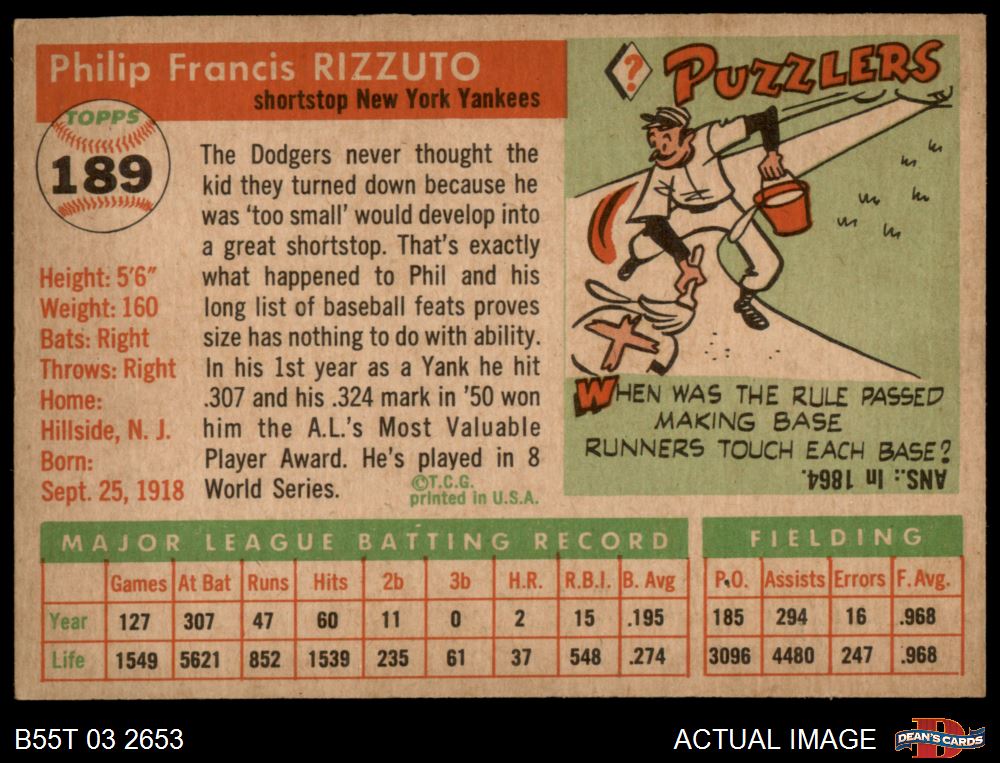 Philip Francis RIZZUTO
shortstop New York Yankees
TOPPS
189
Height: 5'6"
Weight: 160
Bats: Right
Throws: Right
Home:
Hillside, N. J.
Born:
Sept. 25, 1918
The Dodgers never thought the
kid they turned down because he
was 'too small' would develop into
a great shortstop. That's exactly
what happened to Phil and his
long list of baseball feats proves
size has nothing to do with ability.
In his 1st year as a Yank he hit
.307 and his .324 mark in '50 won
him the A.L.'s Most Valuable
Player Award. He's played in 8
World Series.
©T.C.G.
printed in U.S.A.
? PUZZLERS
WHEN WAS THE RULE PASSED
MAKING BASE
RUNNERS TOUCH EACH BASE?
ANS.: In 1864.
MAJOR LEAGUE BATTING RECORD
Games At Bat Runs Hits 2b 3b H.R. R.B.I. B. Avg
Year 127 307 47 60 11 0 2 15 .195
Life 1549 5621 852 1539 235 61 37 548 .274
FIELDING
P.O. Assists Errors F. Avg.
185 294 16 .968
3096 4480 247 .968
B55T 03 2653
ACTUAL IMAGE
DEAN'S CARDS